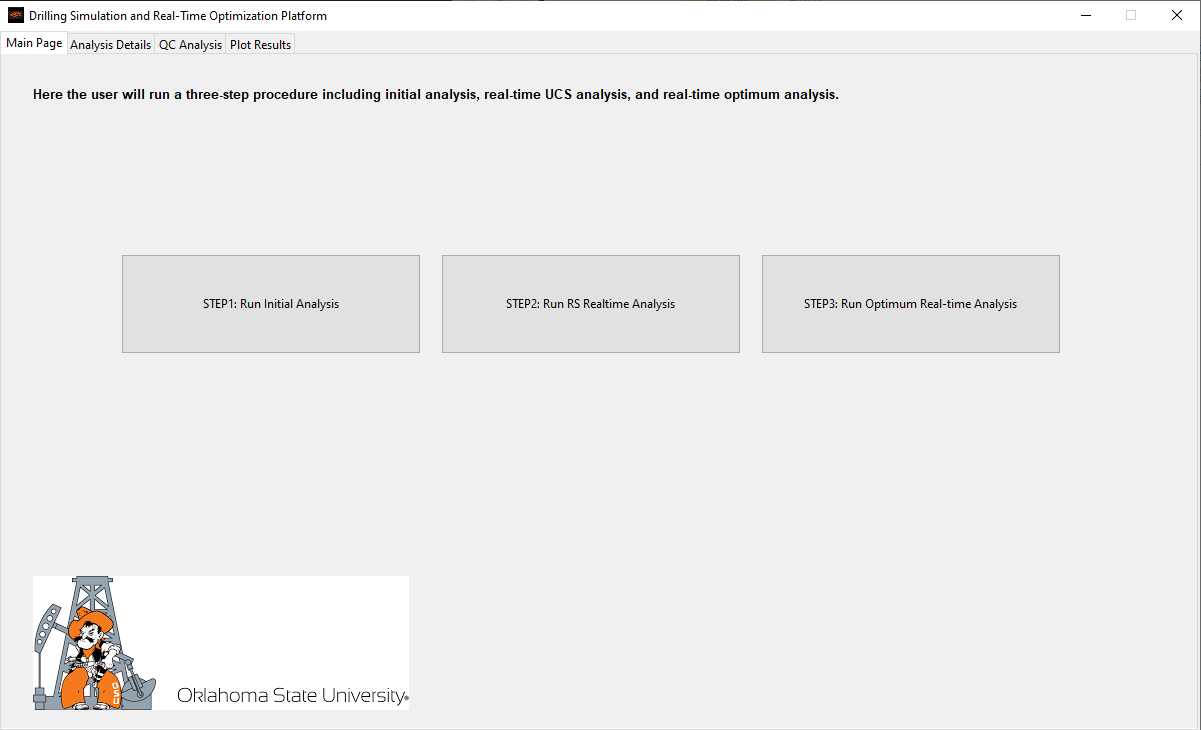 Drilling Simulation and Real-Time Optimization Platform
Main Page Analysis Details QC Analysis Plot Results
Here the user will run a three-step procedure including initial analysis, real-time UCS analysis, and real-time optimum analysis.
STEP1: Run Initial Analysis STEP2: Run RS Realtime Analysis STEP3: Run Optimum Real-time Analysis
OSU
Oklahoma State University®